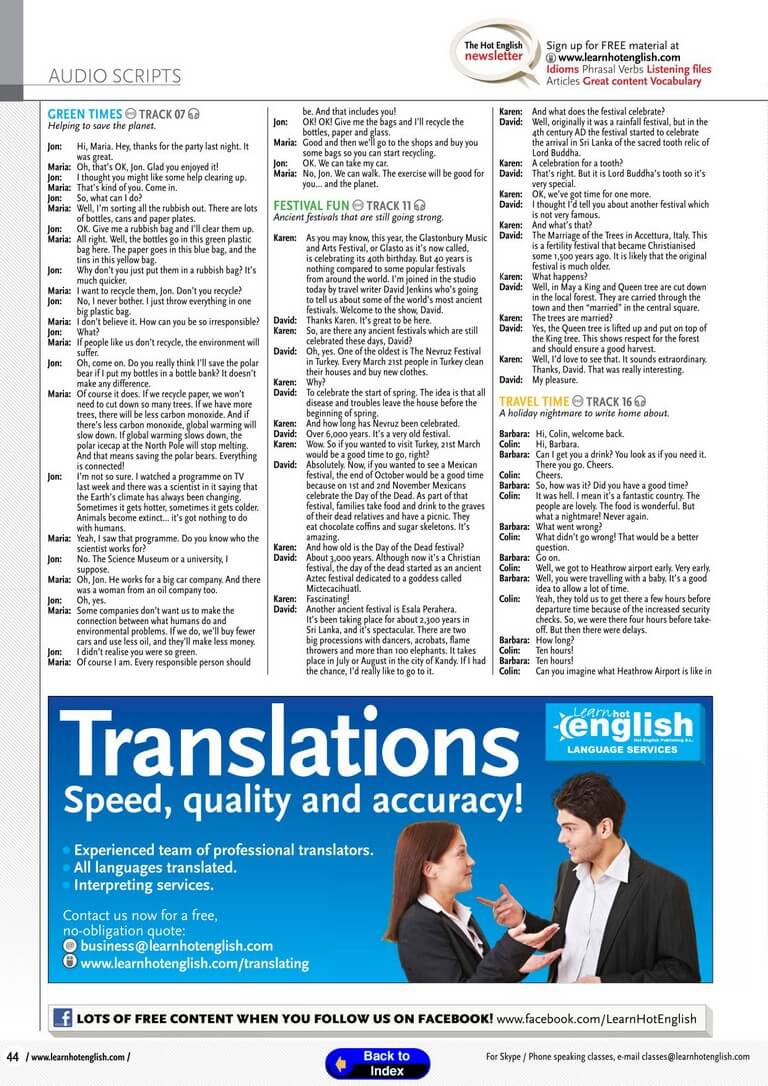 The Hot English
newsletter
Sign up for FREE material at
www.learnhotenglish.com
Idioms Phrasal Verbs Listening files
Articles Great content Vocabulary
AUDIO SCRIPTS
GREEN TIMES TRACK 07
Helping to save the planet.
Jon: Hi, Maria. Hey, thanks for the party last night. It
was great.
Maria: Oh, that's OK, Jon. Glad you enjoyed it!
Jon: I thought you might like some help clearing up.
Maria: That's kind of you. Come in.
Jon: So, what can I do?
Maria: Well, I'm sorting all the rubbish out. There are lots
of bottles, cans and paper plates.
Jon: OK. Give me a rubbish bag and I'll clear them up.
Maria: All right. Well, the bottles go in this green plastic
bag here. The paper goes in this blue bag, and the
tins in this yellow bag.
Jon: Why don't you just put them in a rubbish bag? It's
much quicker.
Maria: I want to recycle them, Jon. Don't you recycle?
Jon: No, I never bother. I just throw everything in one
big plastic bag.
Maria: I don't believe it. How can you be so irresponsible?
Jon: What?
Maria: If people like us don't recycle, the environment will
suffer.
Jon: Oh, come on. Do you really think I'll save the polar
bear if I put my bottles in a bottle bank? It doesn't
make any difference.
Maria: Of course it does. If we recycle paper, we won't
need to cut down so many trees. If we have more
trees, there will be less carbon monoxide. And if
there's less carbon monoxide, global warming will
slow down. If global warming slows down, the
polar icecap at the North Pole will stop melting.
And that means saving the polar bears. Everything
is connected!
Jon: I'm not so sure. I watched a programme on TV
last week and there was a scientist in it saying that
the Earth's climate has always been changing.
Sometimes it gets hotter, sometimes it gets colder.
Animals become extinct... it's got nothing to do
with humans.
Maria: Yeah, I saw that programme. Do you know who the
scientist works for?
Jon: No. The Science Museum or a university, I
suppose.
Maria: Oh, Jon. He works for a big car company. And there
was a woman from an oil company too.
Jon: Oh, yes.
Maria: Some companies don't want us to make the
connection between what humans do and
environmental problems. If we do, we'll buy fewer
cars and use less oil, and they'll make less money.
Jon: I didn't realise you were so green.
Maria: Of course I am. Every responsible person should
be. And that includes you!
Jon: OK! OK! Give me the bags and I'll recycle the
bottles, paper and glass.
Maria: Good and then we'll go to the shops and buy you
some bags so you can start recycling.
Jon: OK. We can take my car.
Maria: No, Jon. We can walk. The exercise will be good for
you... and the planet.
FESTIVAL FUN TRACK 11
Ancient festivals that are still going strong.
Karen: As you may know, this year, the Glastonbury Music
and Arts Festival, or Glasto as it's now called,
is celebrating its 40th birthday. But 40 years is
nothing compared to some popular festivals
from around the world. I'm joined in the studio
today by travel writer David Jenkins who's going
to tell us about some of the world's most ancient
festivals. Welcome to the show, David.
David: Thanks Karen. It's great to be here.
Karen: So, are there any ancient festivals which are still
celebrated these days, David?
David: Oh, yes. One of the oldest is The Nevruz Festival
in Turkey. Every March 21st people in Turkey clean
their houses and buy new clothes.
Karen: Why?
David: To celebrate the start of spring. The idea is that all
disease and troubles leave the house before the
beginning of spring.
Karen: And how long has Nevruz been celebrated.
David: Over 6,000 years. It's a very old festival.
Karen: Wow. So if you wanted to visit Turkey, 21st March
would be a good time to go, right?
David: Absolutely. Now, if you wanted to see a Mexican
festival, the end of October would be a good time
because on 1st and 2nd November Mexicans
celebrate the Day of the Dead. As part of that
festival, families take food and drink to the graves
of their dead relatives and have a picnic. They
eat chocolate coffins and sugar skeletons. It's
amazing.
Karen: And how old is the Day of the Dead festival?
David: About 3,000 years. Although now it's a Christian
festival, the day of the dead started as an ancient
Aztec festival dedicated to a goddess called
Mictecacihuatl.
Karen: Fascinating!
David: Another ancient festival is Esala Perahera.
It's been taking place for about 2,300 years in
Sri Lanka, and it's spectacular. There are two
big processions with dancers, acrobats, flame
throwers and more than 100 elephants. It takes
place in July or August in the city of Kandy. If I had
the chance, I'd really like to go to it.
Karen: And what does the festival celebrate?
David: Well, originally it was a rainfall festival, but in the
4th century AD the festival started to celebrate
the arrival in Sri Lanka of the sacred tooth relic of
Lord Buddha.
Karen: A celebration for a tooth?
David: That's right. But it is Lord Buddha's tooth so it's
very special.
Karen: OK, we've got time for one more.
David: I thought I'd tell you about another festival which
is not very famous.
Karen: And what's that?
David: The Marriage of the Trees in Accettura, Italy. This
is a fertility festival that became Christianised
some 1,500 years ago. It is likely that the original
festival is much older.
Karen: What happens?
David: Well, in May a King and Queen tree are cut down
in the local forest. They are carried through the
town and then "married" in the central square.
Karen: The trees are married?
David: Yes, the Queen tree is lifted up and put on top of
the King tree. This shows respect for the forest
and should ensure a good harvest.
Karen: Well, I'd love to see that. It sounds extraordinary.
Thanks, David. That was really interesting.
David: My pleasure.
TRAVEL TIME TRACK 16
A holiday nightmare to write home about.
Barbara: Hi, Colin, welcome back.
Colin: Hi, Barbara.
Barbara: Can I get you a drink? You look as if you need it.
There you go. Cheers.
Colin: Cheers.
Barbara: So, how was it? Did you have a good time?
Colin: It was hell. I mean it's a fantastic country. The
people are lovely. The food is wonderful. But
what a nightmare! Never again.
Barbara: What went wrong?
Colin: What didn't go wrong! That would be a better
question.
Barbara: Go on.
Colin: Well, we got to Heathrow airport early. Very early.
Barbara: Well, you were travelling with a baby. It's a good
idea to allow a lot of time.
Colin: Yeah, they told us to get there a few hours before
departure time because of the increased security
checks. So, we were there four hours before take-
off. But then there were delays.
Barbara: How long?
Colin: Ten hours!
Barbara: Ten hours!
Colin: Can you imagine what Heathrow Airport is like in
Translations
Speed, quality and accuracy!
Learn hot
english
Hot English Publishing S.L.
LANGUAGE SERVICES
Experienced team of professional translators.
All languages translated.
Interpreting services.
Contact us now for a free,
no-obligation quote:
@ business@learnhotenglish.com
www.learnhotenglish.com/translating
f LOTS OF FREE CONTENT WHEN YOU FOLLOW US ON FACEBOOK! www.facebook.com/LearnHotEnglish
44 / www.learnhotenglish.com /
Back to
Index
For Skype / Phone speaking classes, e-mail classes@learnhotenglish.com